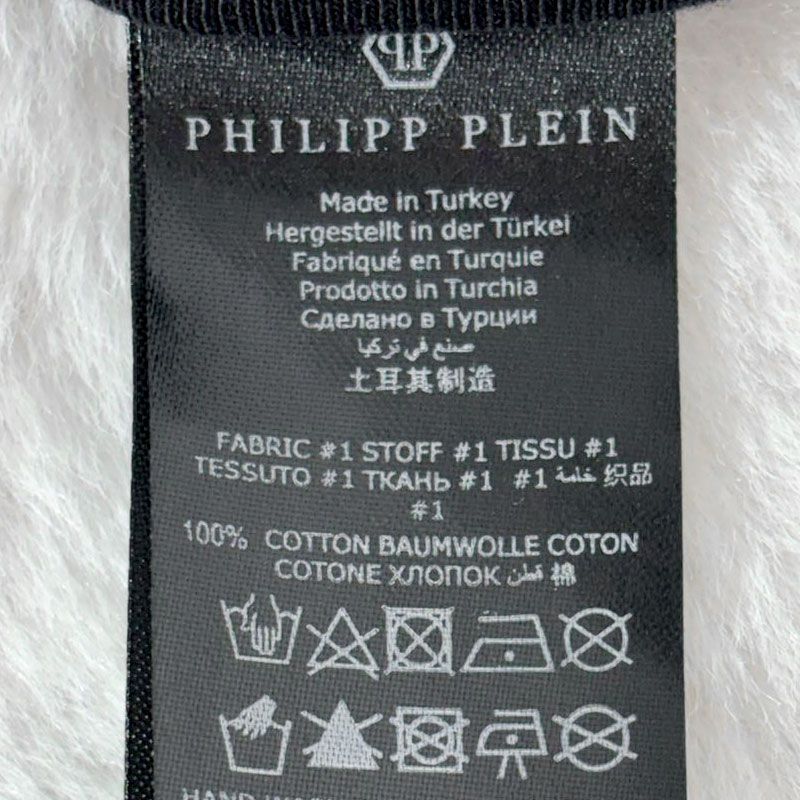 PHILIPP PLEIN
Made in Turkey
Hergestellt in der Türkei
Fabriqué en Turquie
Prodotto in Turchia
Сделано в Турции
صنع في تركيا
土耳其制造
FABRIC #1 STOFF #1 TISSU #1
TESSUTO #1 ТКАНЬ #1 #1 خامة 织品
#1
100% COTTON BAUMWOLLE COTON
COTONE ХЛОПОК قطن 棉
HAND